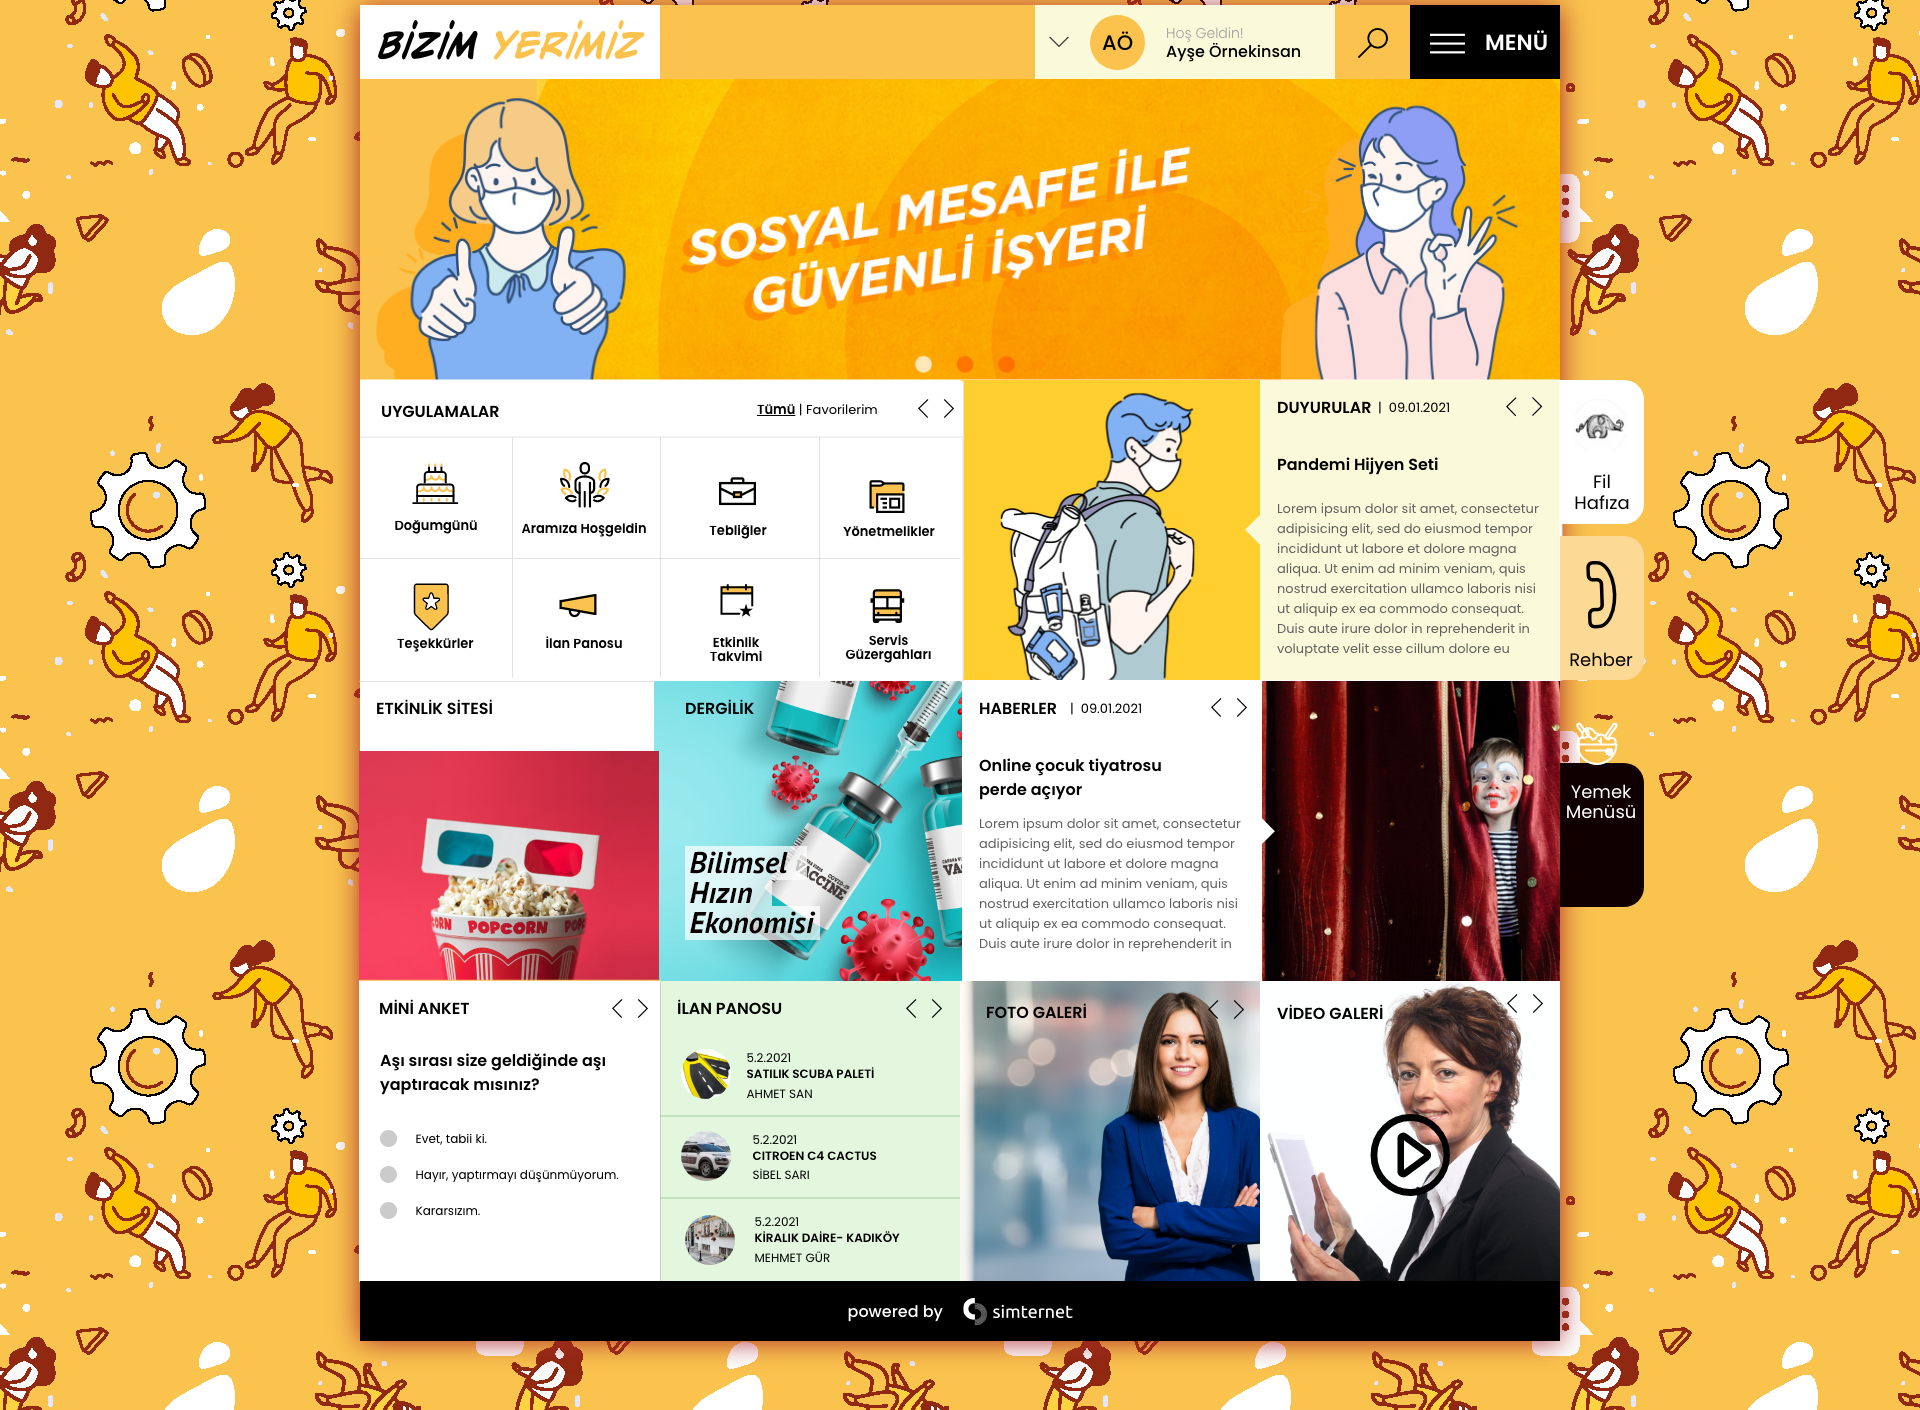 BİZİM YERİMİZ
AÖ
Hoş Geldin!
Ayşe Örnekinsan
MENÜ
SOSYAL MESAFE İLE
GÜVENLİ İŞYERİ
UYGULAMALAR
Tümü | Favorilerim
Doğumgünü
Aramıza Hoşgeldin
Tebliğler
Yönetmelikler
Teşekkürler
İlan Panosu
Etkinlik
Takvimi
Servis
Güzergahları
DUYURULAR | 09.01.2021
Pandemi Hijyen Seti
Lorem ipsum dolor sit amet, consectetur
adipisicing elit, sed do eiusmod tempor
incididunt ut labore et dolore magna
aliqua. Ut enim ad minim veniam, quis
nostrud exercitation ullamco laboris nisi
ut aliquip ex ea commodo consequat.
Duis aute irure dolor in reprehenderit in
voluptate velit esse cillum dolore eu
Fil
Hafıza
Rehber
Yemek
Menüsü
ETKİNLİK SİTESİ
POPCORN
DERGİLİK
VACCINE
COVID-19
Bilimsel
Hızın
Ekonomisi
HABERLER | 09.01.2021
Online çocuk tiyatrosu
perde açıyor
Lorem ipsum dolor sit amet, consectetur
adipisicing elit, sed do eiusmod tempor
incididunt ut labore et dolore magna
aliqua. Ut enim ad minim veniam, quis
nostrud exercitation ullamco laboris nisi
ut aliquip ex ea commodo consequat.
Duis aute irure dolor in reprehenderit in
MİNİ ANKET
Aşı sırası size geldiğinde aşı
yaptıracak mısınız?
Evet, tabii ki.
Hayır, yaptırmayı düşünmüyorum.
Kararsızım.
İLAN PANOSU
5.2.2021
SATILIK SCUBA PALETİ
AHMET SAN
5.2.2021
CITROEN C4 CACTUS
SİBEL SARI
5.2.2021
KİRALIK DAİRE- KADIKÖY
MEHMET GÜR
FOTO GALERİ
VİDEO GALERİ
powered by simternet